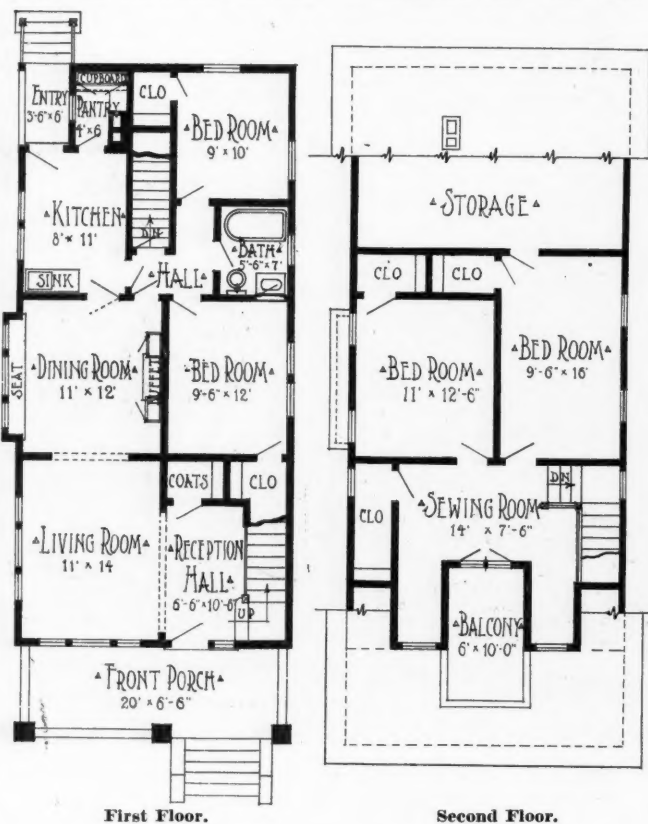 CUPBOARD
ENTRY
3'-6"×6'
PANTRY
4'×6
CLO
BED ROOM
9'×10'
KITCHEN
8'×11'
DN
BATH
5'-6"×7'
SINK
HALL
SEAT
DINING ROOM
11'×12'
BUFFET
BED ROOM
9'-6"×12'
COATS
CLO
LIVING ROOM
11'×14
RECEPTION
HALL
6'-6"×10'-6"
UP
FRONT PORCH
20'×6'-6"
First Floor.
STORAGE
CLO
CLO
BED ROOM
11'×12'-6"
BED ROOM
9'-6"×16'
DN
CLO
SEWING ROOM
14'×7'-6"
BALCONY
6'×10'-0"
Second Floor.